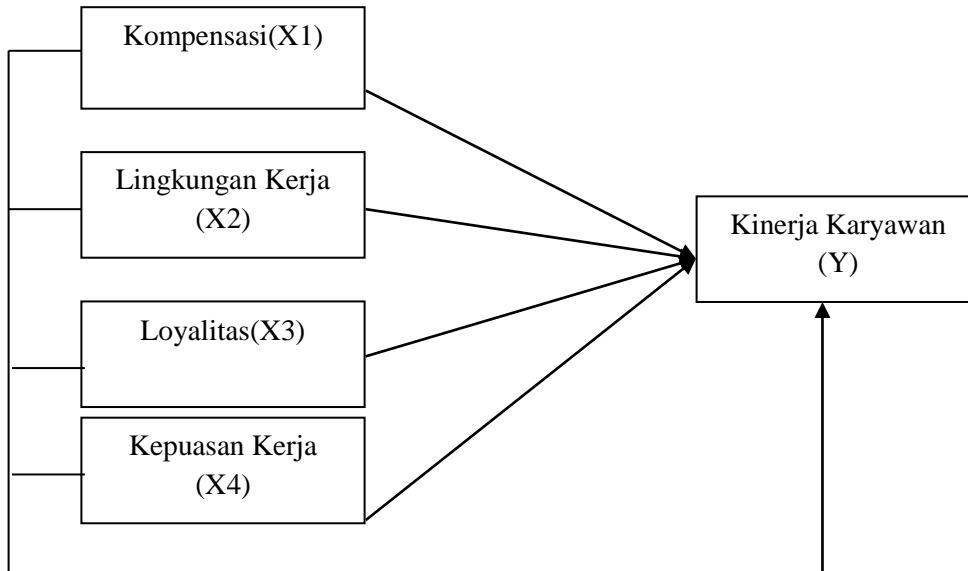 Kompensasi(X1)
Lingkungan Kerja
(X2)
Loyalitas(X3)
Kepuasan Kerja
(X4)
Kinerja Karyawan
(Y)